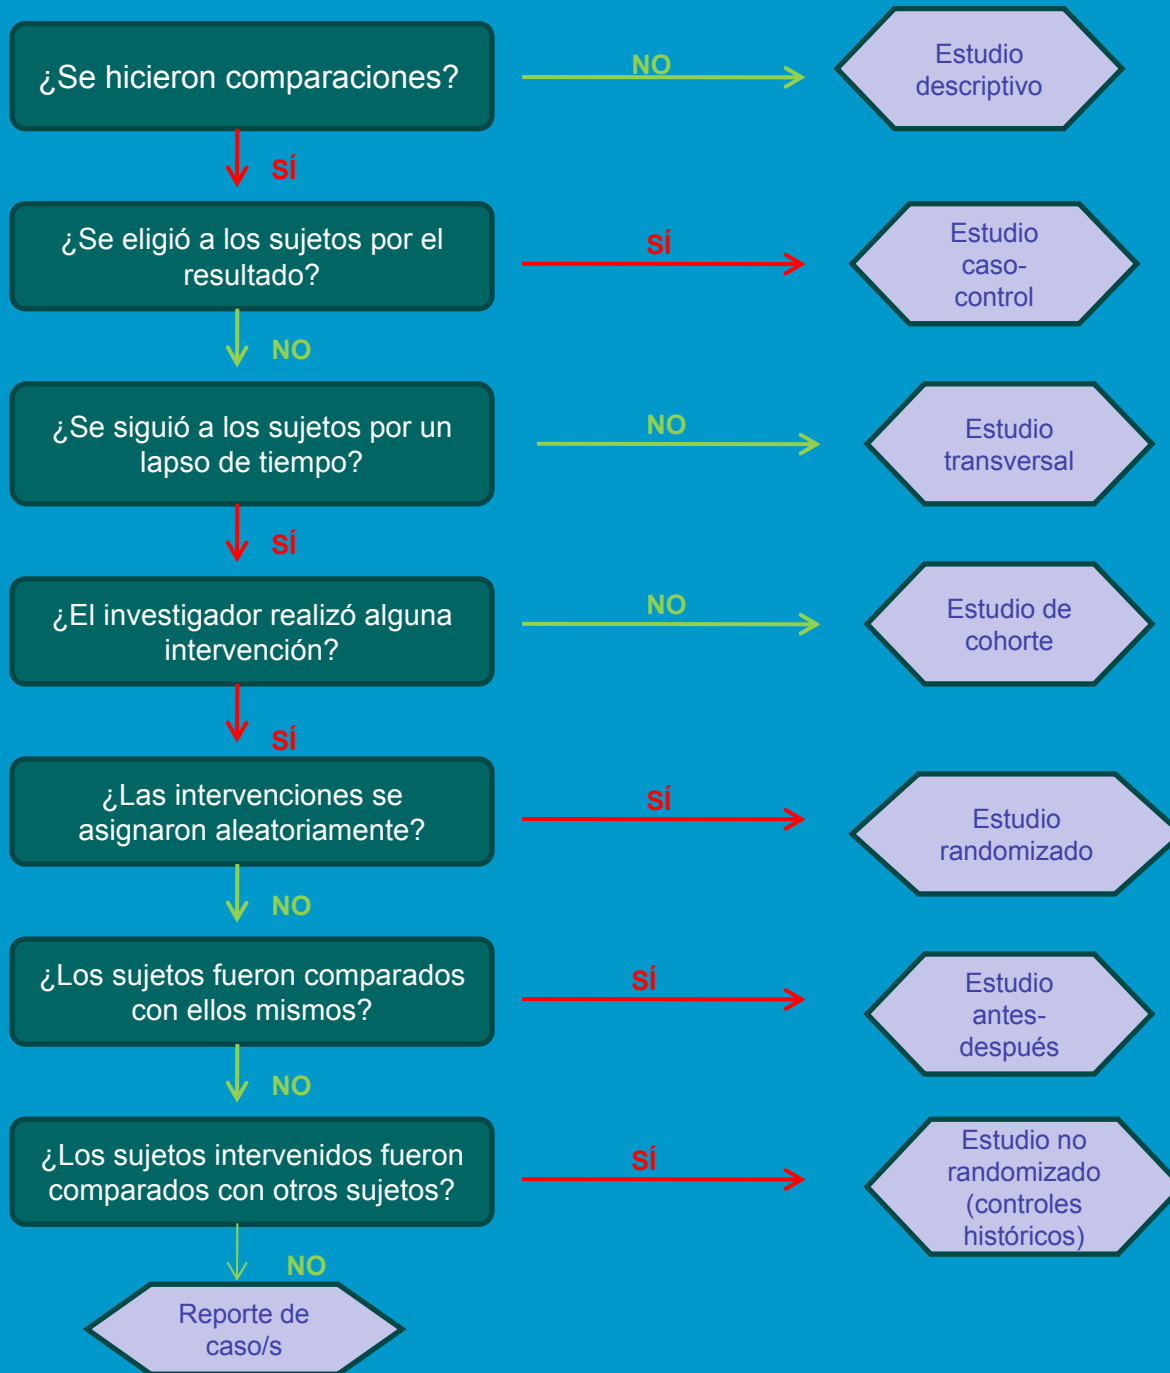 ¿Se hicieron comparaciones?
NO
Estudio
descriptivo
SÍ
¿Se eligió a los sujetos por el
resultado?
SÍ
Estudio
caso-
control
NO
¿Se siguió a los sujetos por un
lapso de tiempo?
NO
Estudio
transversal
SÍ
¿El investigador realizó alguna
intervención?
NO
Estudio de
cohorte
SÍ
¿Las intervenciones se
asignaron aleatoriamente?
SÍ
Estudio
randomizado
NO
¿Los sujetos fueron comparados
con ellos mismos?
SÍ
Estudio
antes-
después
NO
¿Los sujetos intervenidos fueron
comparados con otros sujetos?
SÍ
Estudio no
randomizado
(controles
históricos)
NO
Reporte de
caso/s